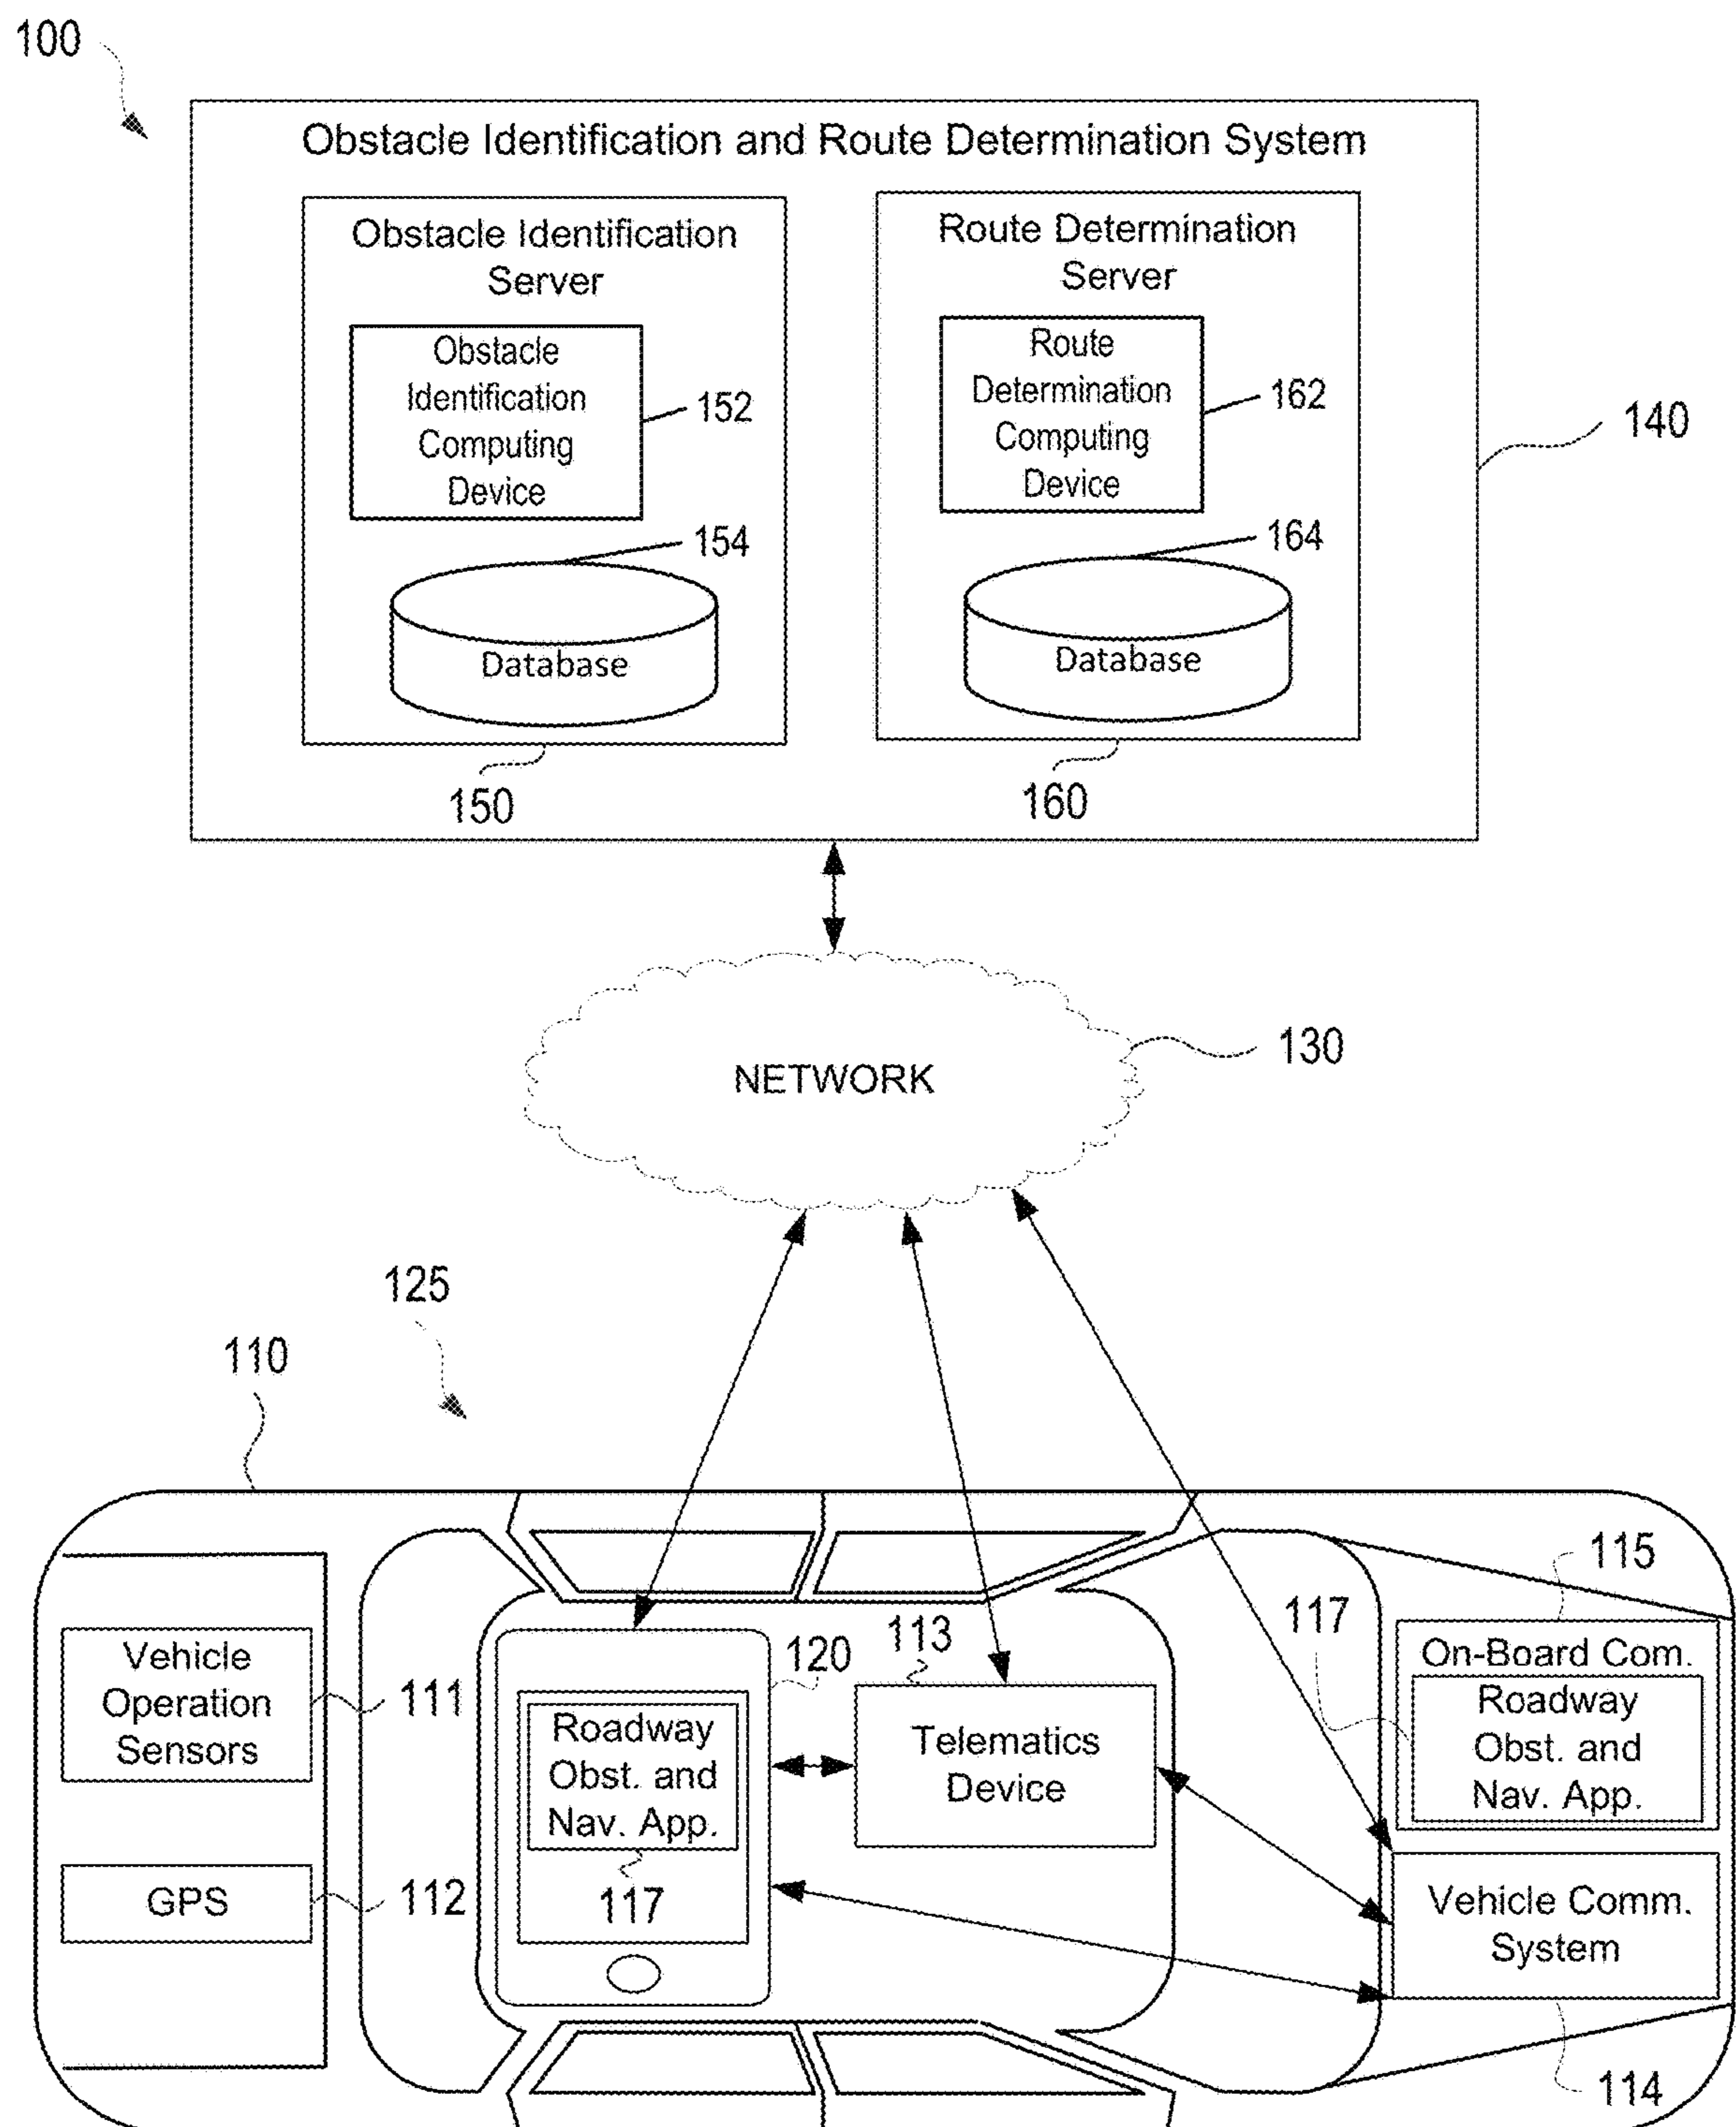 100
Obstacle Identification and Route Determination System
Obstacle Identification
Server
Obstacle
Identification
Computing
Device
152
154
Database
150
Route Determination
Server
Route
Determination
Computing
Device
162
164
Database
160
140
NETWORK
130
125
110
Vehicle
Operation
Sensors
111
GPS
112
Roadway
Obst. and
Nav. App.
117
120
113
Telematics
Device
117
115
On-Board Com.
Roadway
Obst. and
Nav. App.
Vehicle Comm.
System
114